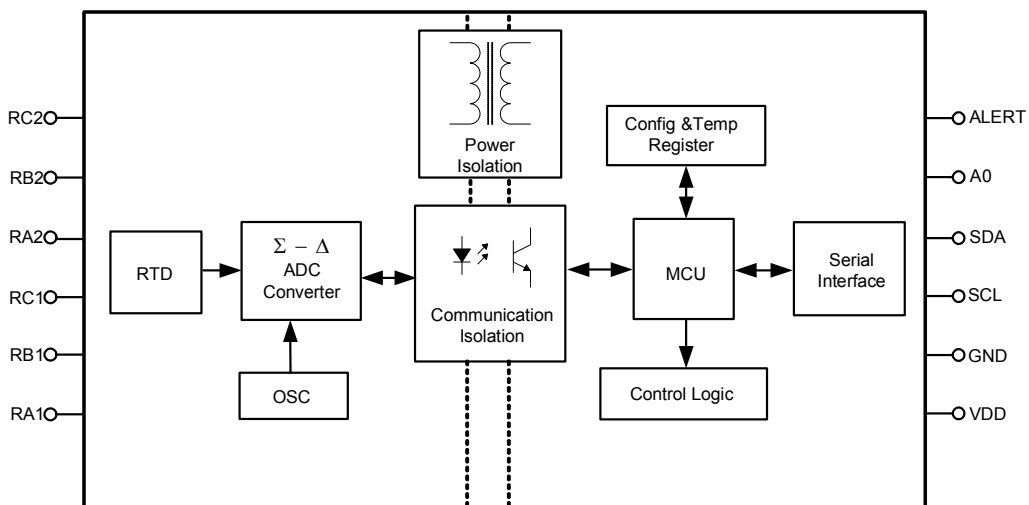 RC2
RB2
RA2
RC1
RB1
RA1
Power
Isolation
Config &Temp
Register
RTD
Σ − Δ
ADC
Converter
OSC
Communication
Isolation
MCU
Control Logic
Serial
Interface
ALERT
A0
SDA
SCL
GND
VDD